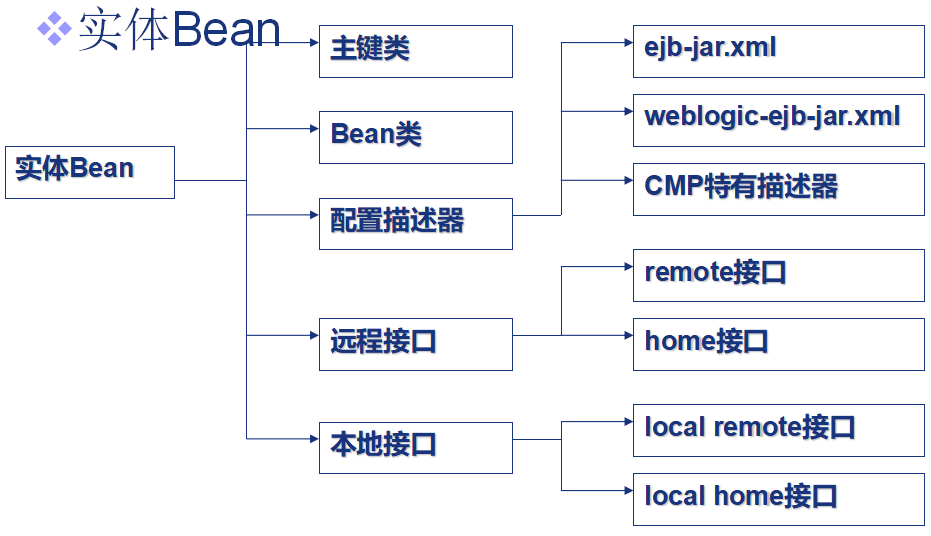 实体Bean
实体Bean
主键类
Bean类
配置描述器
远程接口
本地接口
ejb-jar.xml
weblogic-ejb-jar.xml
CMP特有描述器
remote接口
home接口
local remote接口
local home接口